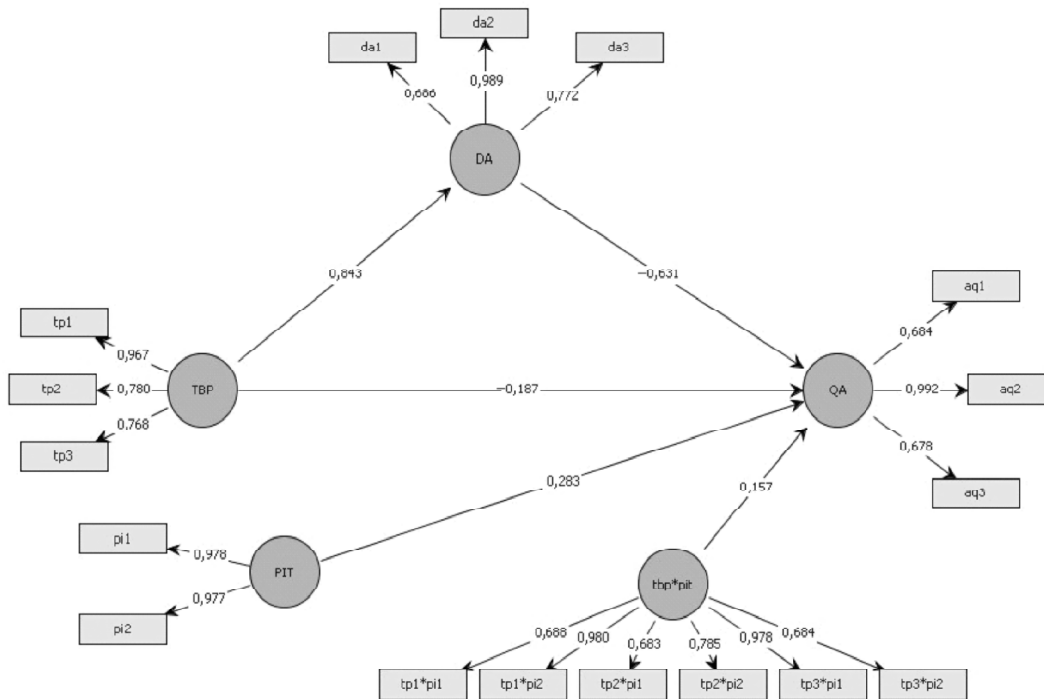 da2
da1
da3
0,989
0,686
0,772
DA
0,843
−0,631
aq1
tp1
0,684
0,967
tp2
0,780
TBP
−0,187
QA
0,992
aq2
0,768
0,678
tp3
0,283
0,157
aq3
pi1
0,978
PIT
tbp*pit
0,977
pi2
0,688
0,980
0,683
0,785
0,978
0,684
tp1*pi1
tp1*pi2
tp2*pi1
tp2*pi2
tp3*pi1
tp3*pi2